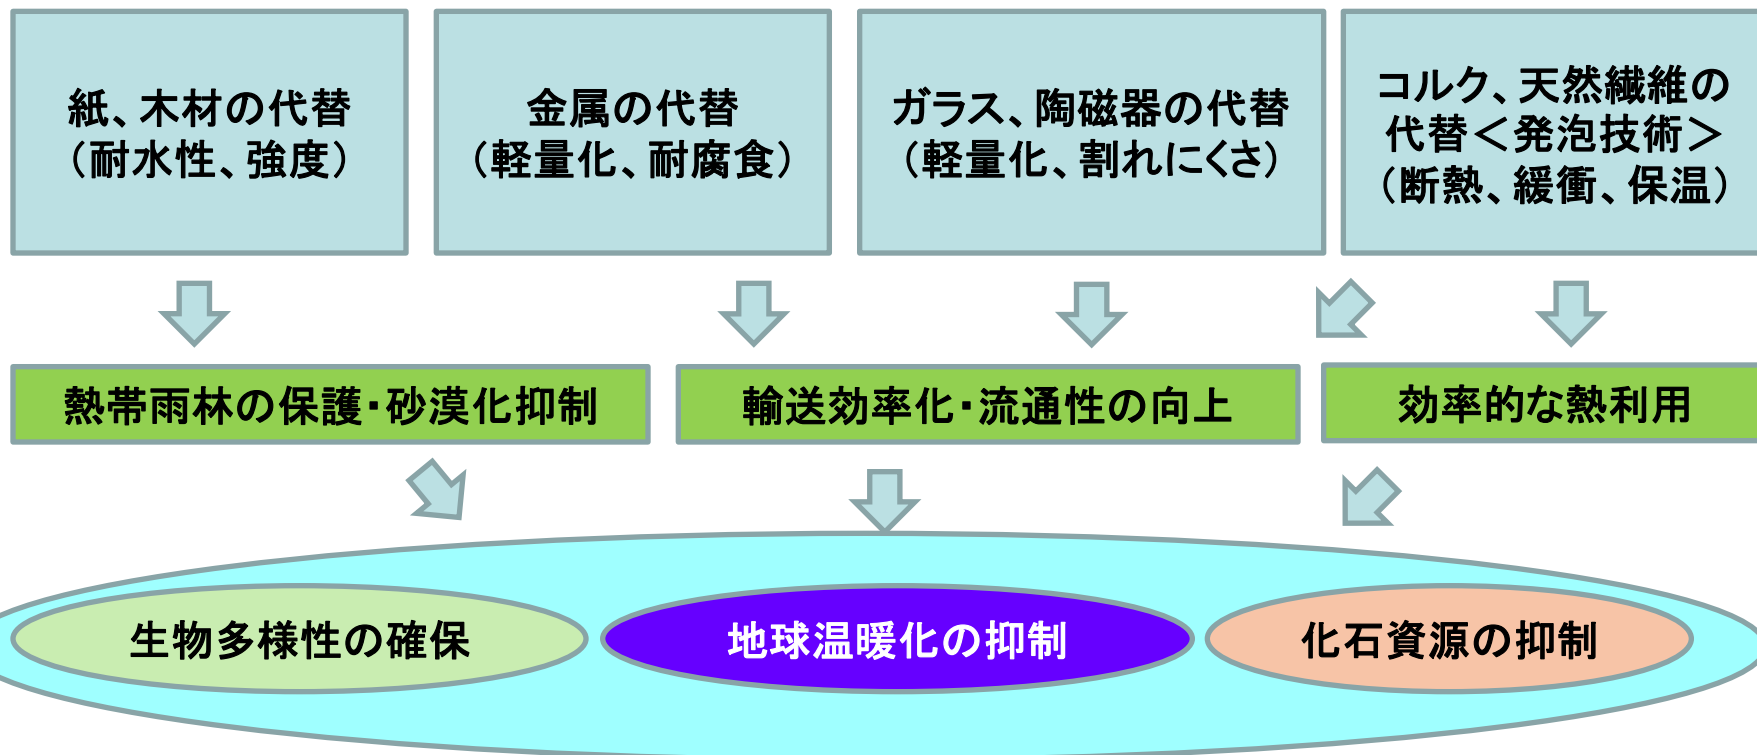 紙、木材の代替
（耐水性、強度）
金属の代替
（軽量化、耐腐食）
ガラス、陶磁器の代替
（軽量化、割れにくさ）
コルク、天然繊維の
代替＜発泡技術＞
（断熱、緩衝、保温）
熱帯雨林の保護・砂漠化抑制
輸送効率化・流通性の向上
効率的な熱利用
生物多様性の確保
地球温暖化の抑制
化石資源の抑制